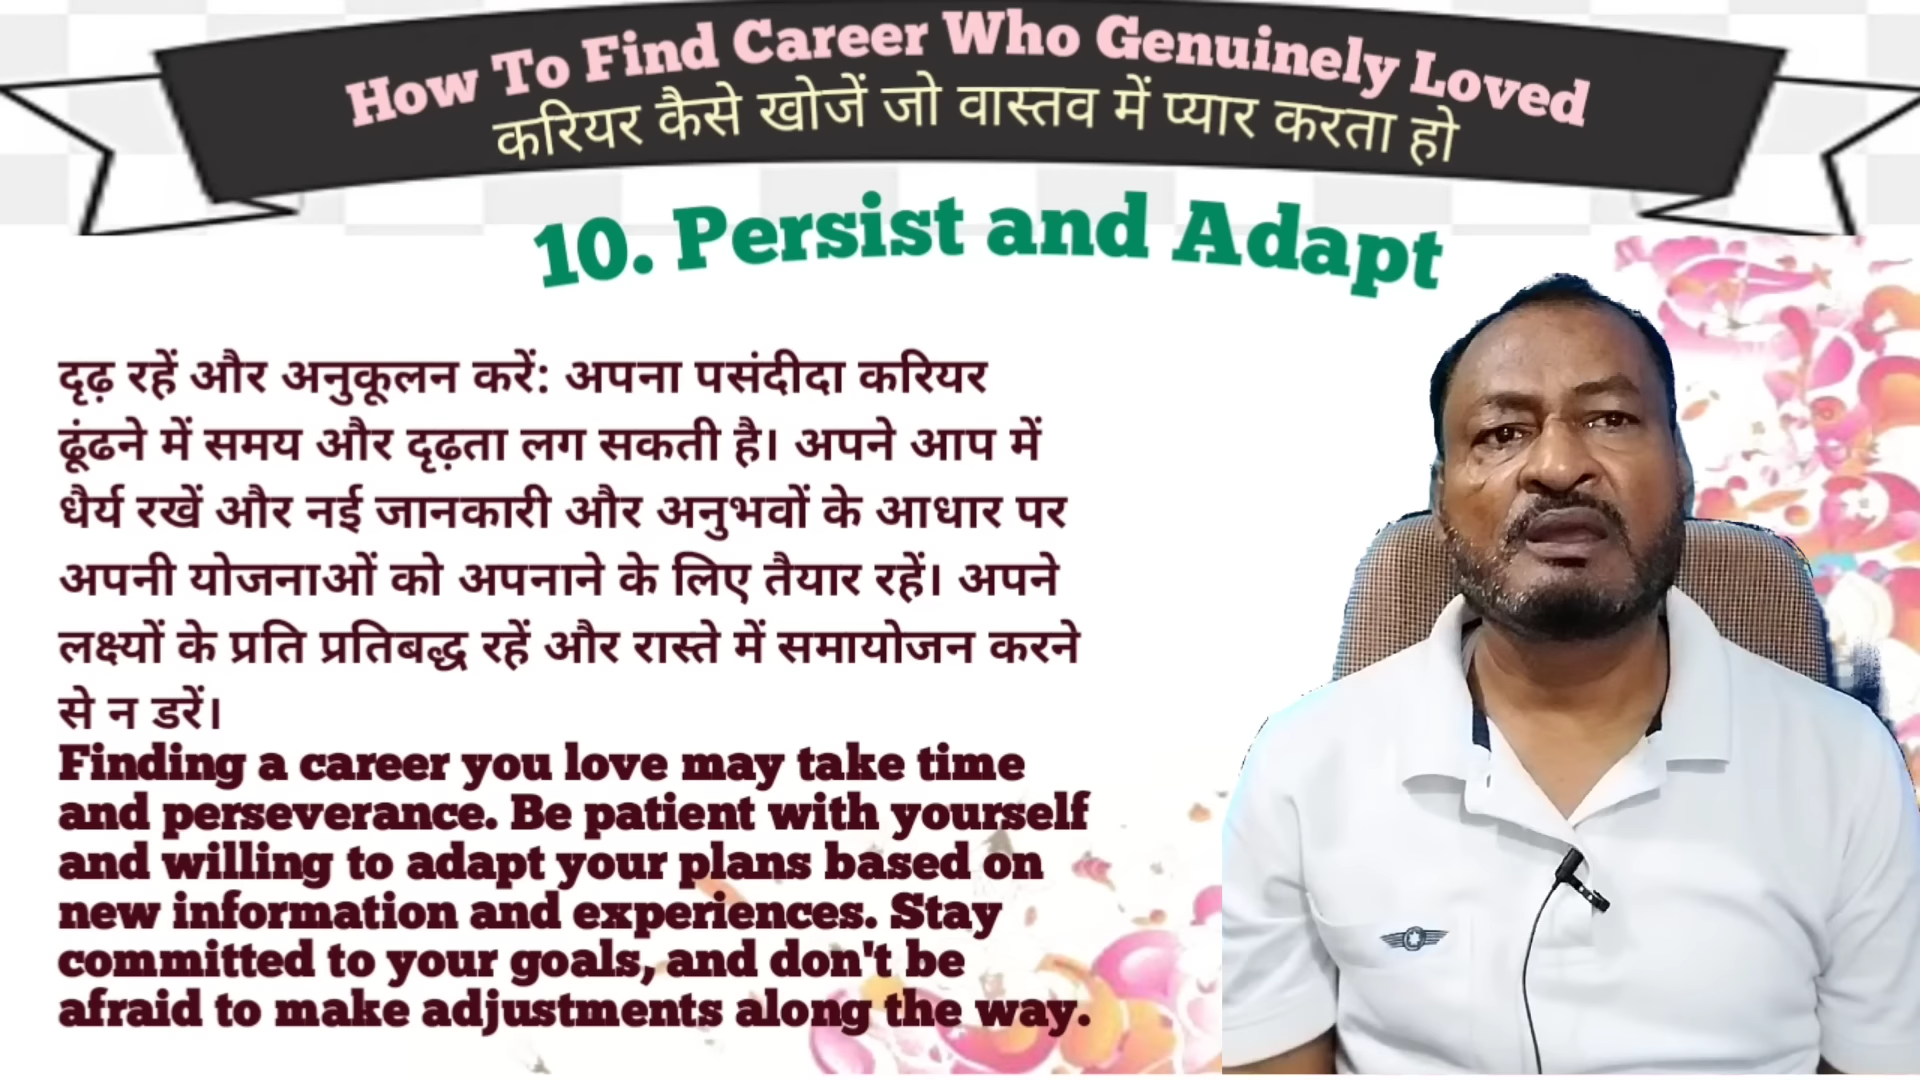 How To Find Career Who Genuinely Loved
करियर कैसे खोजें जो वास्तव में प्यार करता हो
10. Persist and Adapt
दृढ़ रहें और अनुकूलन करें: अपना पसंदीदा करियर
ढूंढने में समय और दृढ़ता लग सकती है। अपने आप में
धैर्य रखें और नई जानकारी और अनुभवों के आधार पर
अपनी योजनाओं को अपनाने के लिए तैयार रहें। अपने
लक्ष्यों के प्रति प्रतिबद्ध रहें और रास्ते में समायोजन करने
से न डरें।
Finding a career you love may take time
and perseverance. Be patient with yourself
and willing to adapt your plans based on
new information and experiences. Stay
committed to your goals, and don't be
afraid to make adjustments along the way.